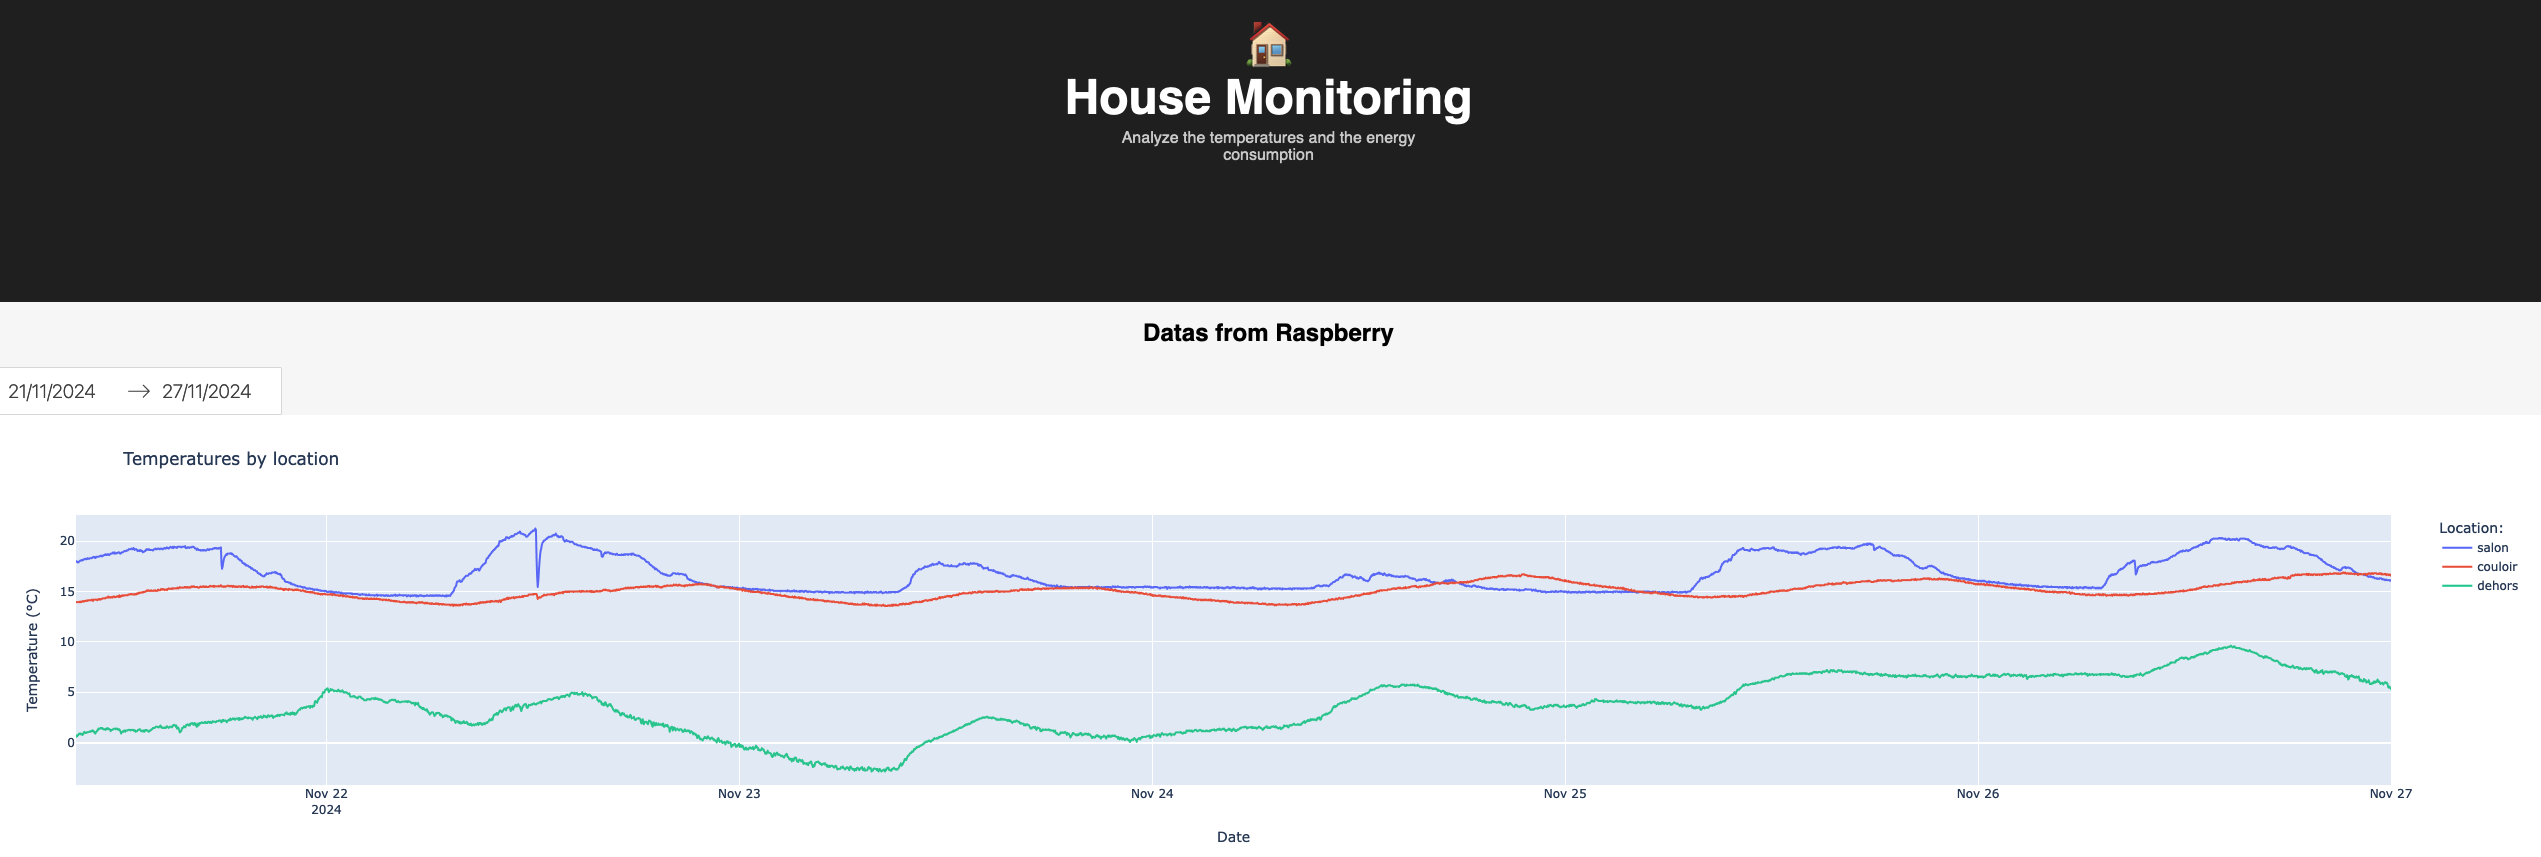 House Monitoring
Analyze the temperatures and the energy
consumption
Datas from Raspberry
21/11/2024 → 27/11/2024
Temperatures by location
Location:
salon
couloir
dehors
Temperature (°C)
20
15
10
5
0
Nov 22
2024
Nov 23
Nov 24
Nov 25
Nov 26
Nov 27
Date